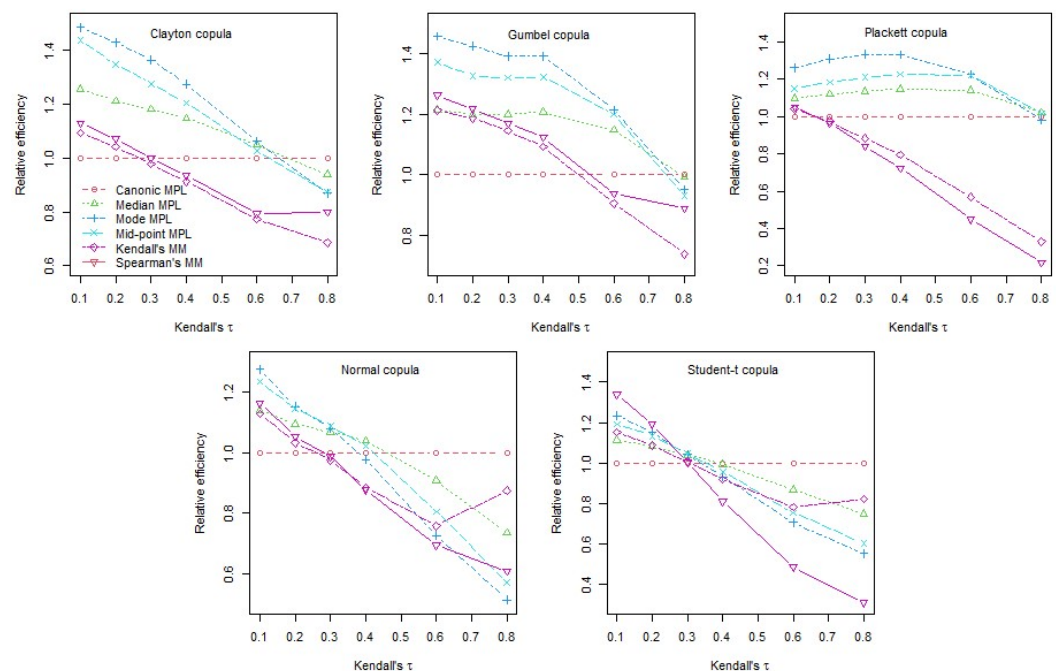 Clayton copula
1.4
1.2
1.0
0.8
0.6
Relative efficiency
Canonic MPL
Median MPL
Mode MPL
Mid-point MPL
Kendall's MM
Spearman's MM
0.1 0.2 0.3 0.4 0.5 0.6 0.7 0.8
Kendall's τ
Gumbel copula
1.4
1.2
1.0
0.8
Relative efficiency
0.1 0.2 0.3 0.4 0.5 0.6 0.7 0.8
Kendall's τ
Plackett copula
1.4
1.2
1.0
0.8
0.6
0.4
0.2
Relative efficiency
0.1 0.2 0.3 0.4 0.5 0.6 0.7 0.8
Kendall's τ
Normal copula
1.2
1.0
0.8
0.6
Relative efficiency
0.1 0.2 0.3 0.4 0.5 0.6 0.7 0.8
Kendall's τ
Student-t copula
1.4
1.2
1.0
0.8
0.6
0.4
Relative efficiency
0.1 0.2 0.3 0.4 0.5 0.6 0.7 0.8
Kendall's τ